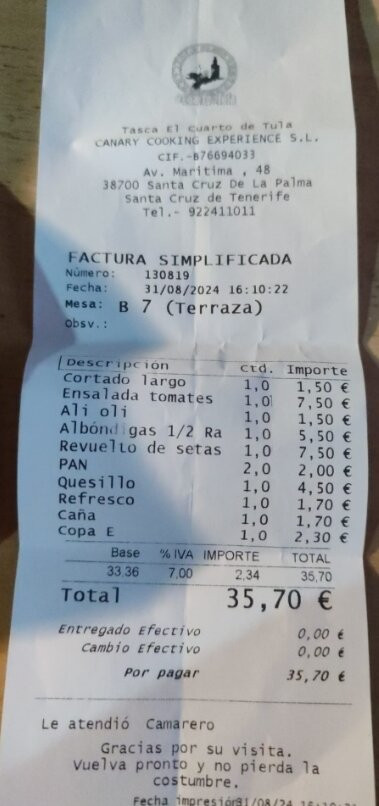 Tasca El Cuarto de Tula
CANARY COOKING EXPERIENCE S.L.
CIF.-B76694033
Av. Maritima , 48
38700 Santa Cruz De La Palma
Santa Cruz de Tenerife
Tel.- 922411011
FACTURA SIMPLIFICADA
Número: 130819
Fecha: 31/08/2024 16:10:22
Mesa: B 7 (Terraza)
Obsv.:
Descripción Ctd. Importe
Cortado largo 1,0 1,50 €
Ensalada tomates 1,0 7,50 €
Ali oli 1,0 1,50 €
Albóndigas 1/2 Ra 1,0 5,50 €
Revuelto de setas 1,0 7,50 €
PAN 2,0 2,00 €
Quesillo 1,0 4,50 €
Refresco 1,0 1,70 €
Caña 1,0 1,70 €
Copa E 1,0 2,30 €
Base % IVA IMPORTE TOTAL
33,36 7,00 2,34 35,70
Total 35,70 €
Entregado Efectivo 0,00 €
Cambio Efectivo 0,00 €
Por pagar 35,70 €
Le atendió Camarero
Gracias por su visita.
Vuelva pronto y no pierda la
costumbre.
Fecha impresión31/08/24